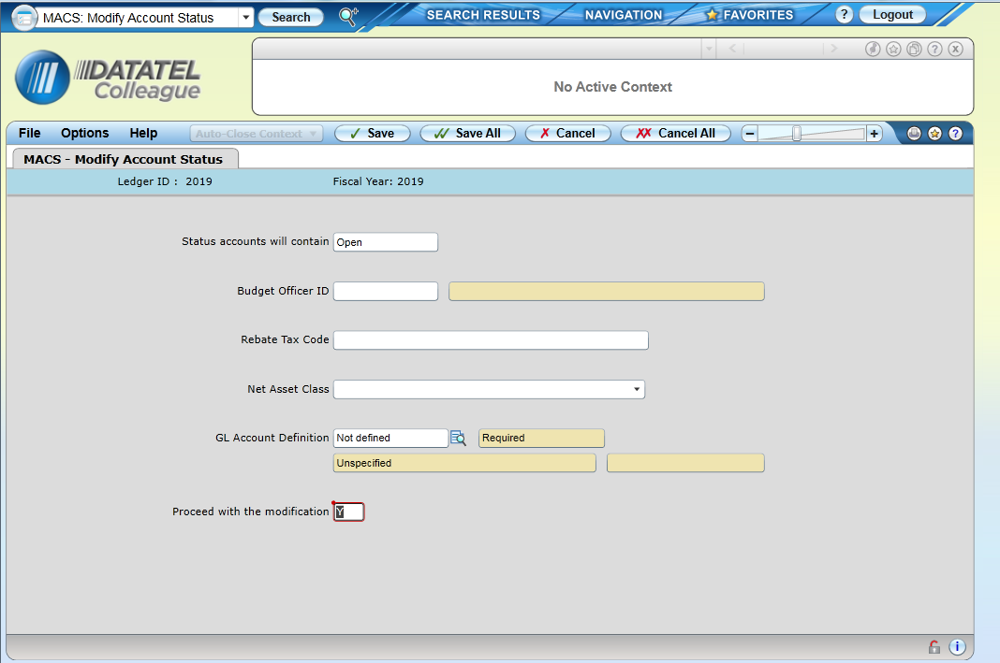 MACS: Modify Account Status Search SEARCH RESULTS NAVIGATION FAVORITES ? Logout
DATATEL
Colleague
< > ? X
No Active Context
File Options Help Auto-Close Context Save Save All Cancel Cancel All − + ?
MACS - Modify Account Status
Ledger ID : 2019 Fiscal Year: 2019
Status accounts will contain Open
Budget Officer ID
Rebate Tax Code
Net Asset Class
GL Account Definition Not defined Required
Unspecified
Proceed with the modification Y
i